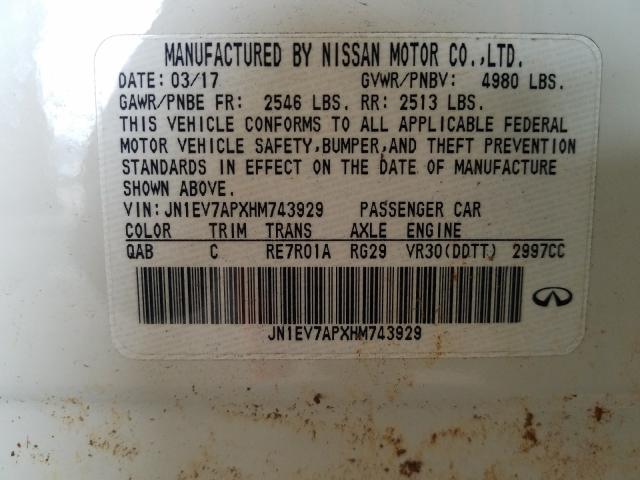 MANUFACTURED BY NISSAN MOTOR CO.,LTD.
DATE: 03/17 GVWR/PNBV: 4980 LBS.
GAWR/PNBE FR: 2546 LBS. RR: 2513 LBS.
THIS VEHICLE CONFORMS TO ALL APPLICABLE FEDERAL
MOTOR VEHICLE SAFETY,BUMPER,AND THEFT PREVENTION
STANDARDS IN EFFECT ON THE DATE OF MANUFACTURE
SHOWN ABOVE.
VIN: JN1EV7APXHM743929 PASSENGER CAR
COLOR TRIM TRANS AXLE ENGINE
QAB C RE7R01A RG29 VR30(DDTT) 2997CC
JN1EV7APXHM743929